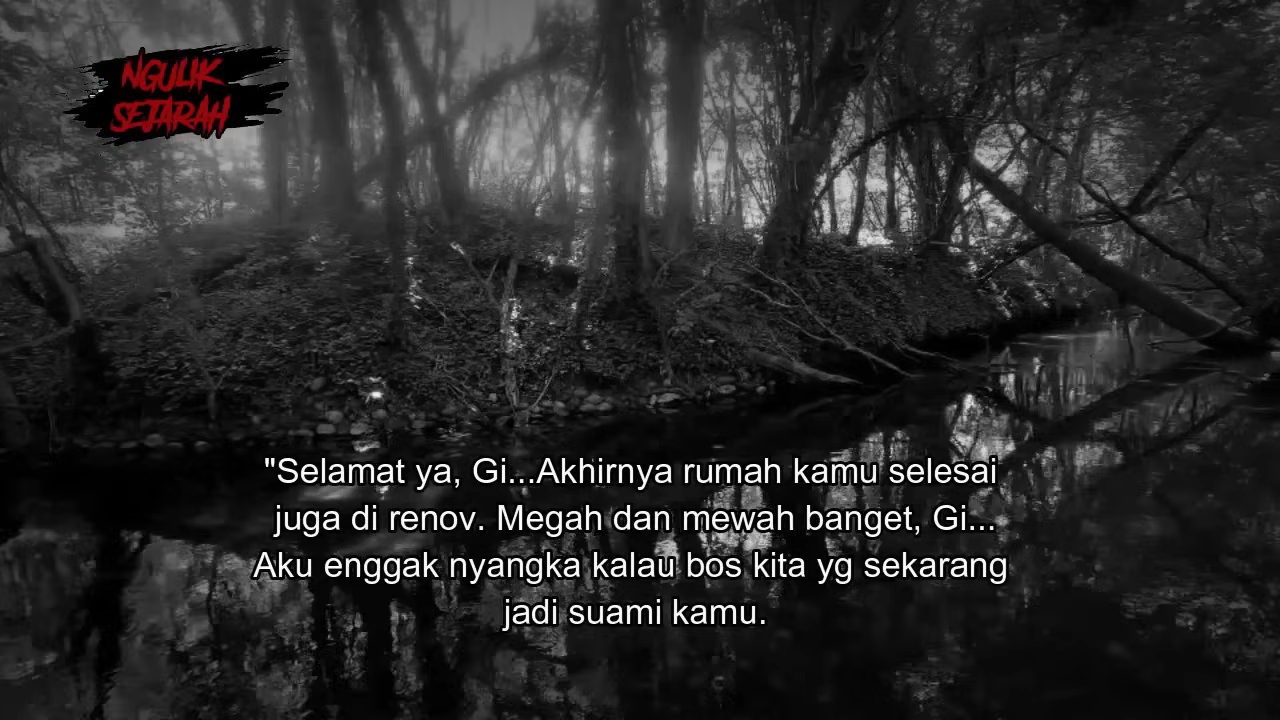 NGULIK
SEJARAH
"Selamat ya, Gi...Akhirnya rumah kamu selesai
juga di renov. Megah dan mewah banget, Gi...
Aku enggak nyangka kalau bos kita yg sekarang
jadi suami kamu.